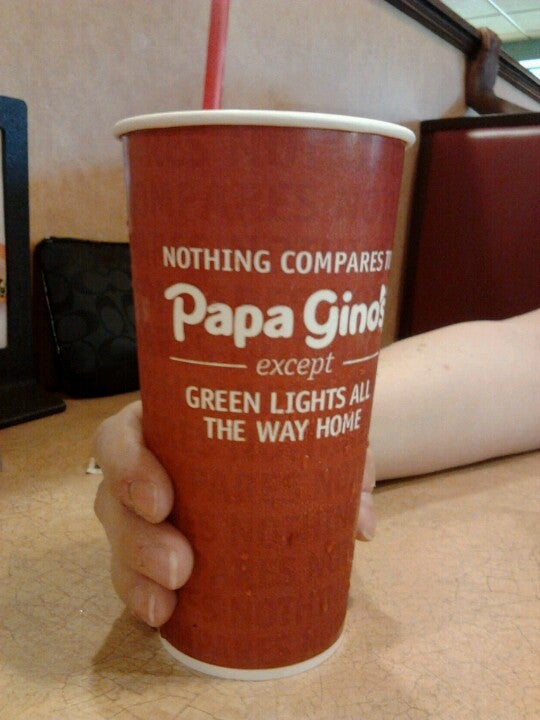 NOTHING COMPARES
Papa Gino's
except
GREEN LIGHTS ALL
THE WAY HOME